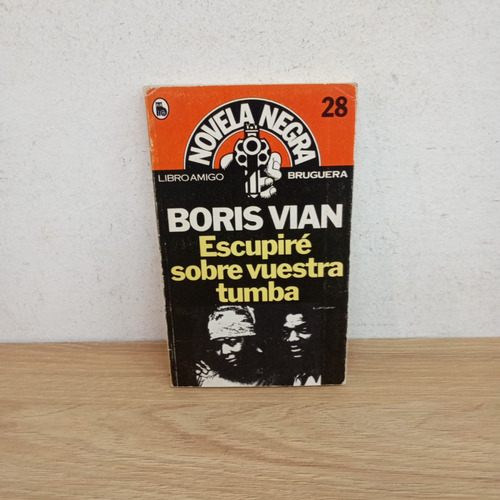 28
NOVELA NEGRA
LIBRO AMIGO BRUGUERA
BORIS VIAN
Escupiré
sobre vuestra
tumba